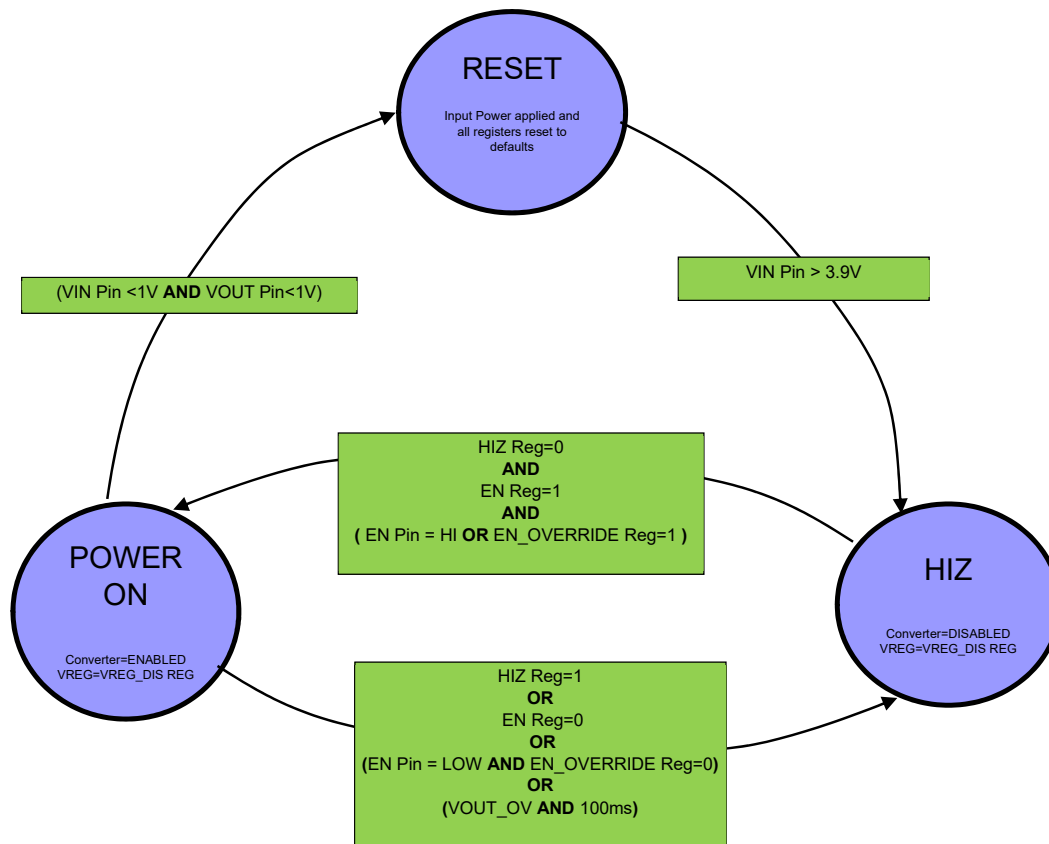 RESET
Input Power applied and
all registers reset to
defaults
(VIN Pin <1V AND VOUT Pin<1V)
VIN Pin > 3.9V
HIZ Reg=0
AND
EN Reg=1
AND
( EN Pin = HI OR EN_OVERRIDE Reg=1 )
POWER
ON
Converter=ENABLED
VREG=VREG_DIS REG
HIZ
Converter=DISABLED
VREG=VREG_DIS REG
HIZ Reg=1
OR
EN Reg=0
OR
(EN Pin = LOW AND EN_OVERRIDE Reg=0)
OR
(VOUT_OV AND 100ms)